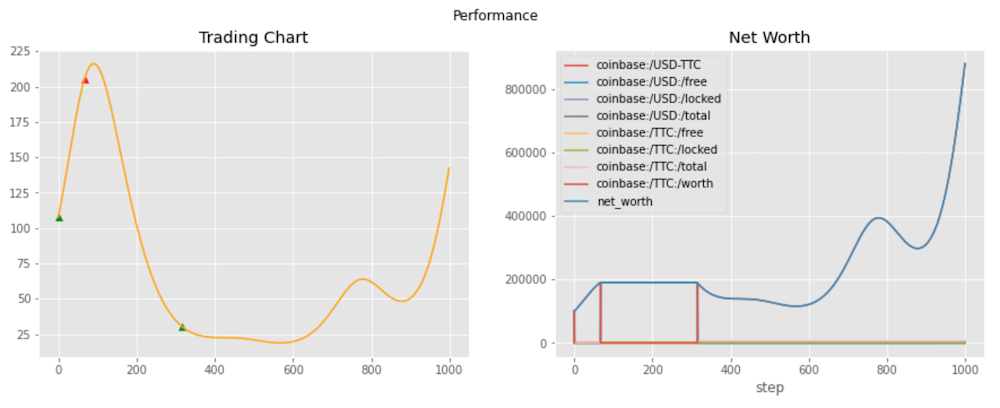 Performance
Trading Chart
225
200
175
150
125
100
75
50
25
0 200 400 600 800 1000
Net Worth
800000
600000
400000
200000
0
coinbase:/USD-TTC
coinbase:/USD:/free
coinbase:/USD:/locked
coinbase:/USD:/total
coinbase:/TTC:/free
coinbase:/TTC:/locked
coinbase:/TTC:/total
coinbase:/TTC:/worth
net_worth
0 200 400 600 800 1000
step